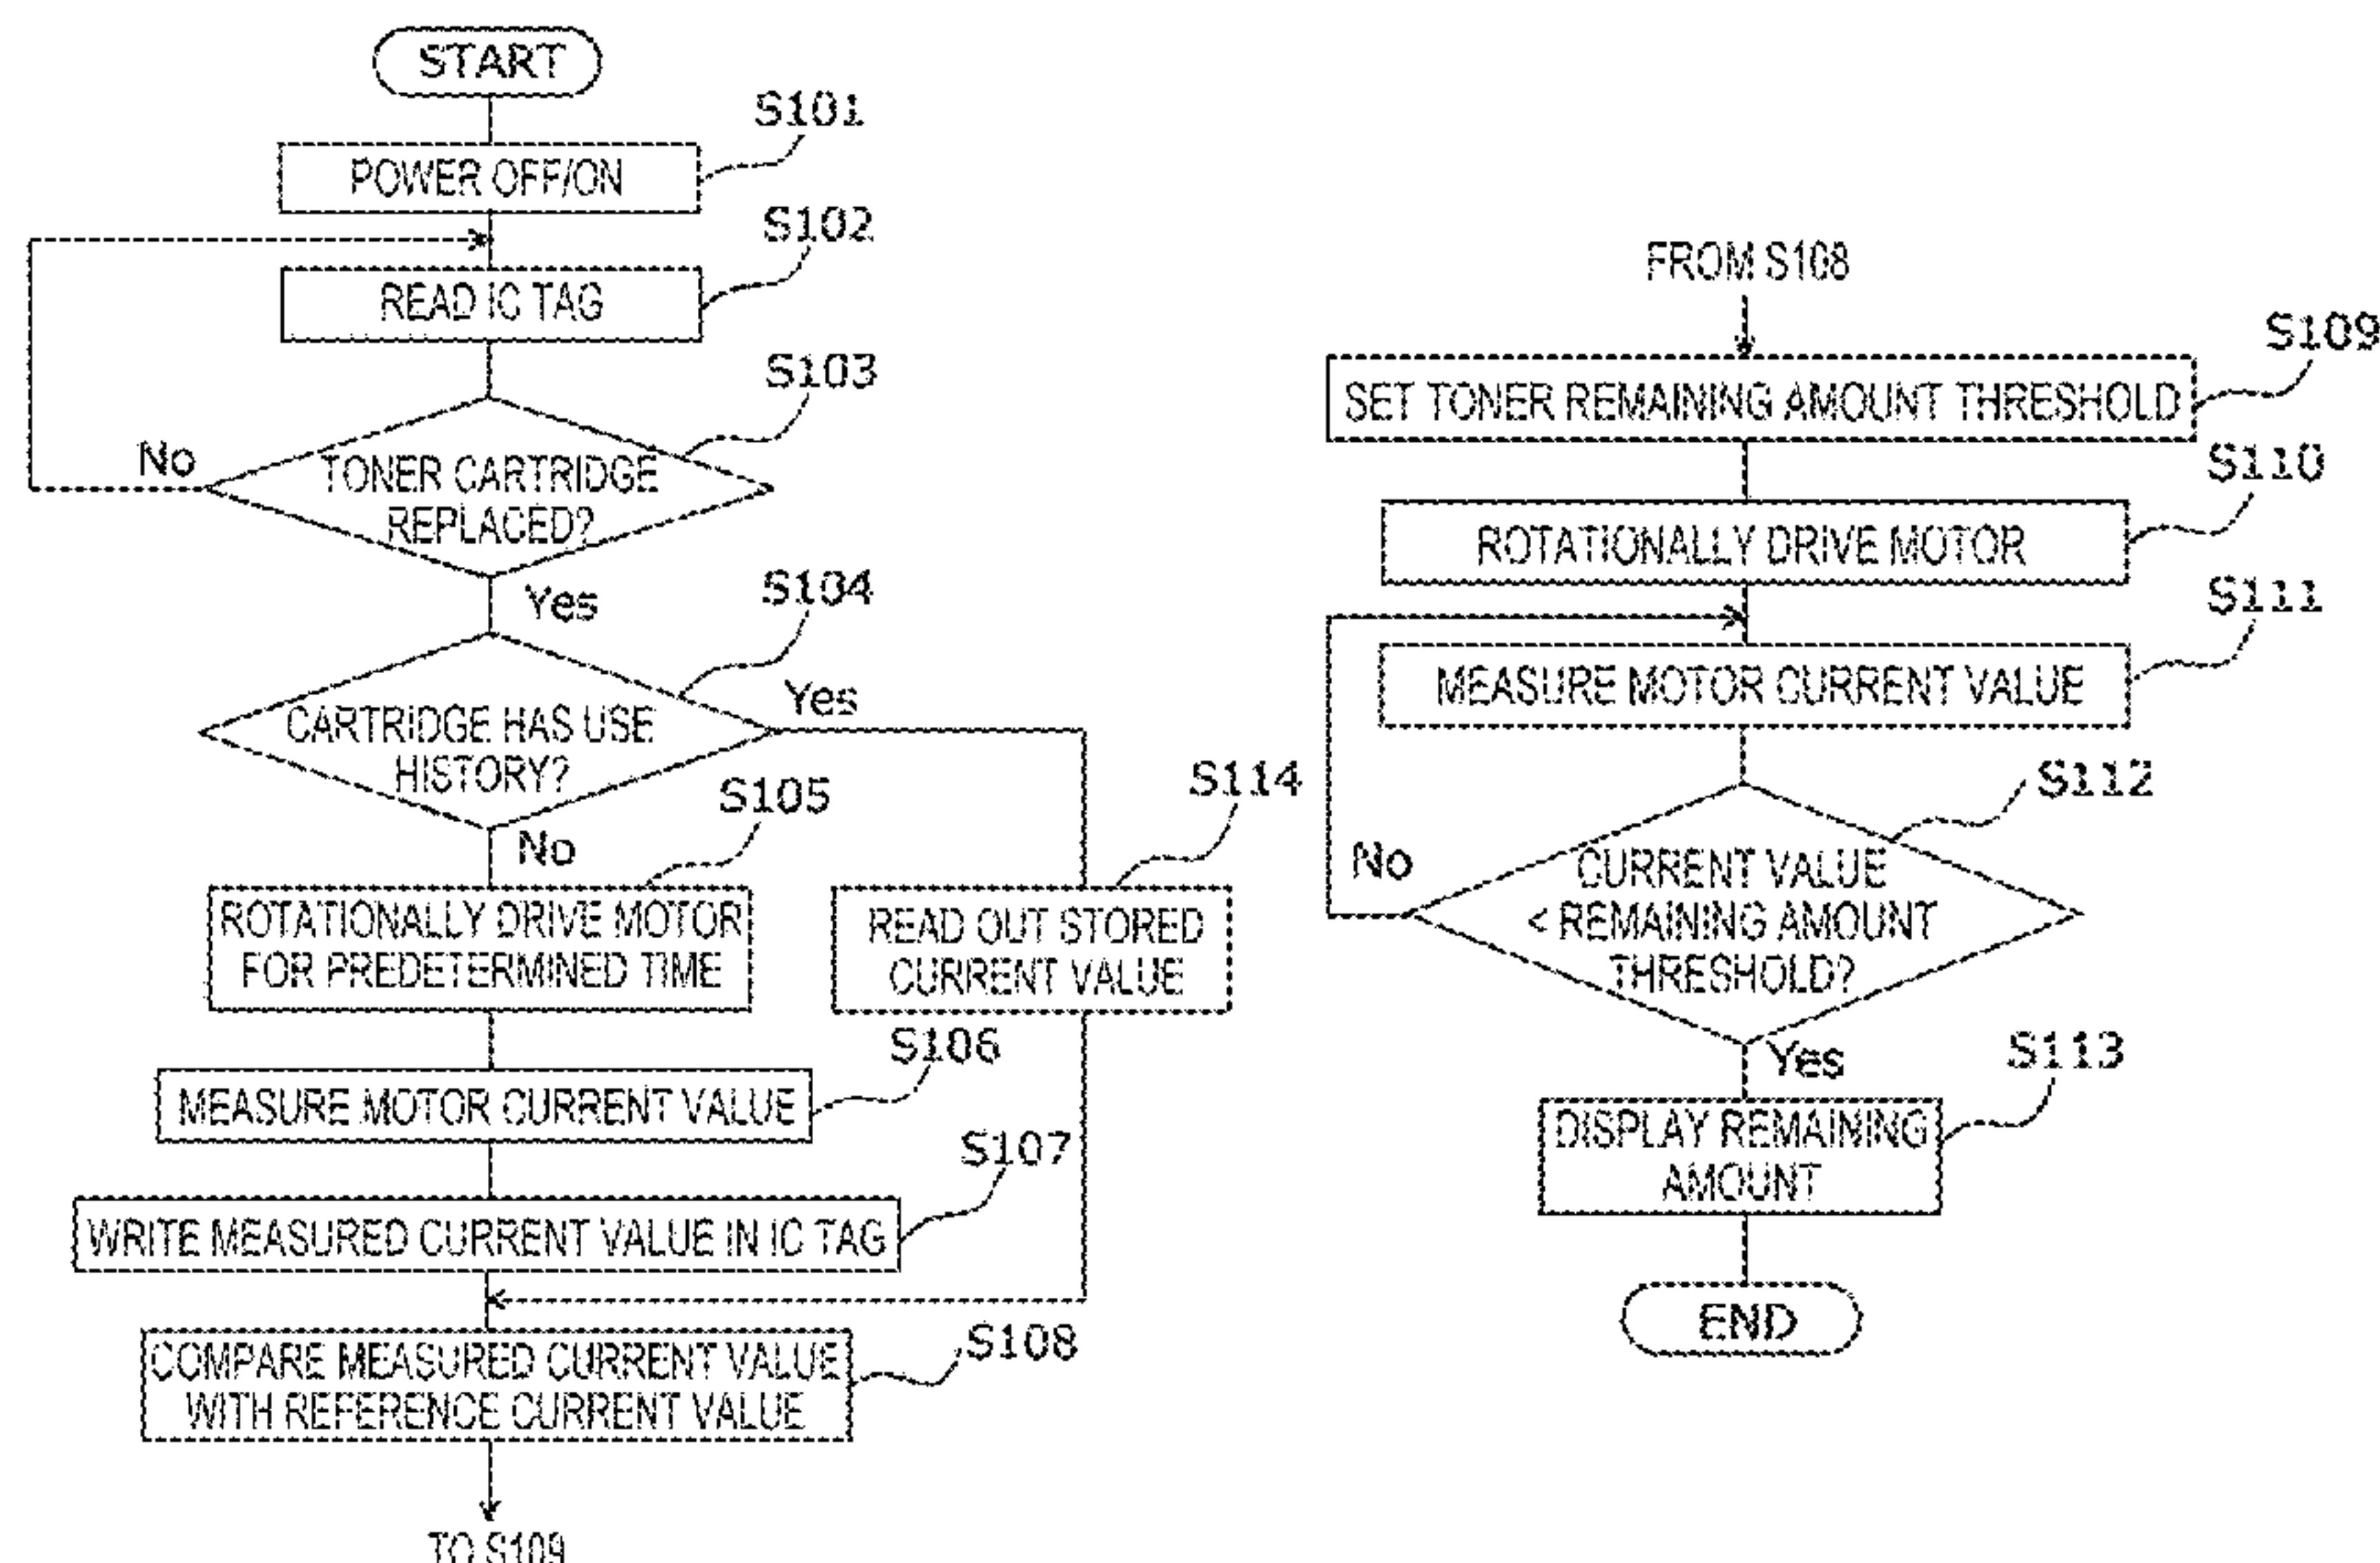 START
S101
POWER OFF/ON
S102
READ IC TAG
S103
No
TONER CARTRIDGE
REPLACED?
Yes
S104
Yes
CARTRIDGE HAS USE
HISTORY?
No
S105
ROTATIONALLY DRIVE MOTOR
FOR PREDETERMINED TIME
S114
READ OUT STORED
CURRENT VALUE
S106
MEASURE MOTOR CURRENT VALUE
S107
WRITE MEASURED CURRENT VALUE IN IC TAG
S108
COMPARE MEASURED CURRENT VALUE
WITH REFERENCE CURRENT VALUE
TO S109
FROM S108
S109
SET TONER REMAINING AMOUNT THRESHOLD
S110
ROTATIONALLY DRIVE MOTOR
S111
MEASURE MOTOR CURRENT VALUE
S112
No
CURRENT VALUE
< REMAINING AMOUNT
THRESHOLD?
Yes
S113
DISPLAY REMAINING
AMOUNT
END